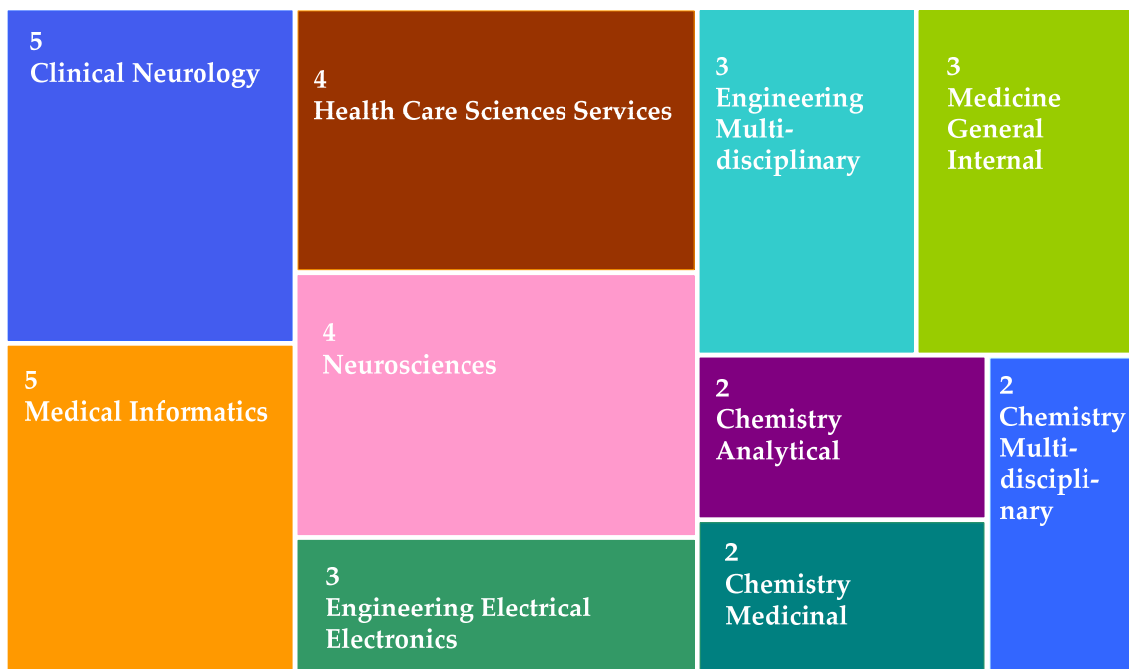 5
Clinical Neurology
5
Medical Informatics
4
Health Care Sciences Services
4
Neurosciences
3
Engineering Electrical
Electronics
3
Engineering
Multi-
disciplinary
3
Medicine
General
Internal
2
Chemistry
Analytical
2
Chemistry
Medicinal
2
Chemistry
Multi-
discipli-
nary